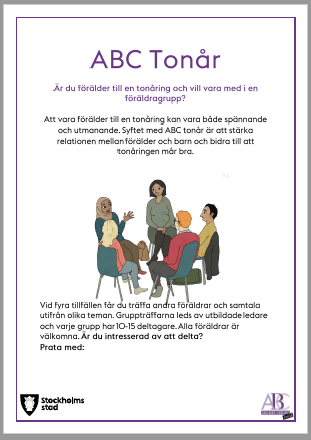 ABC Tonår
Är du förälder till en tonåring och vill vara med i en
föräldragrupp?
Att vara förälder till en tonåring kan vara både spännande
och utmanande. Syftet med ABC tonår är att stärka
relationen mellan förälder och barn och bidra till att
tonåringen mår bra.
Vid fyra tillfällen får du träffa andra föräldrar och samtala
utifrån olika teman. Gruppträffarna leds av utbildade ledare
och varje grupp har 10-15 deltagare. Alla föräldrar är
välkomna. Är du intresserad av att delta?
Prata med:
Stockholms
stad
ABC